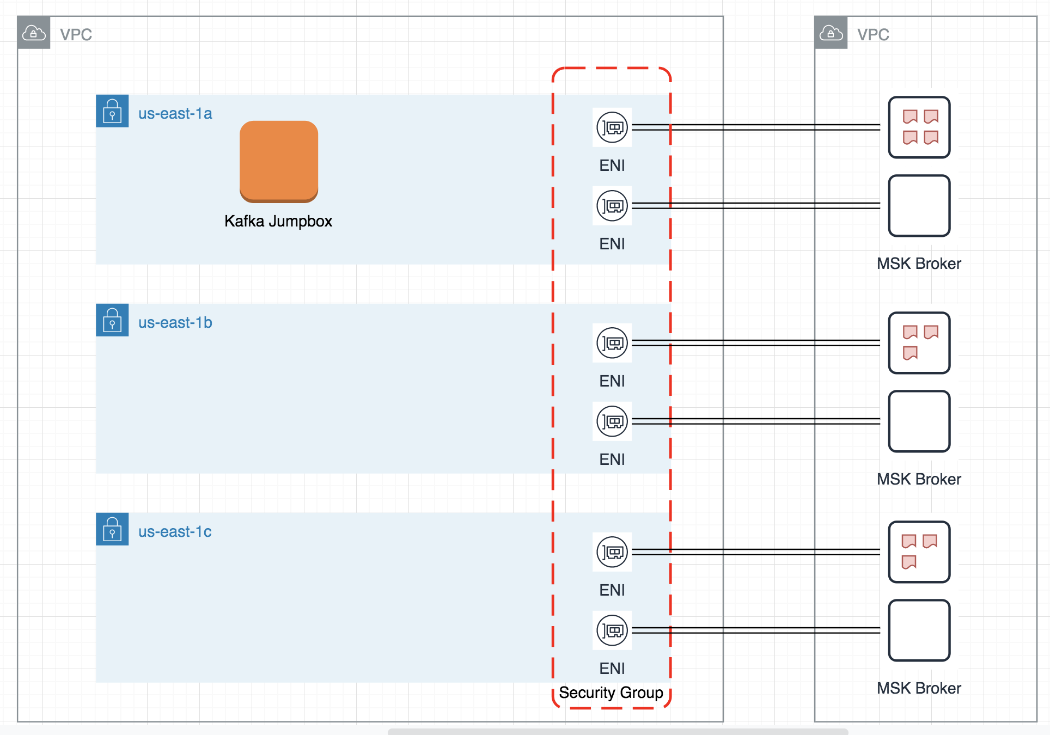 VPC
VPC
us-east-1a
Kafka Jumpbox
ENI
ENI
MSK Broker
us-east-1b
ENI
ENI
MSK Broker
us-east-1c
ENI
ENI
Security Group
MSK Broker